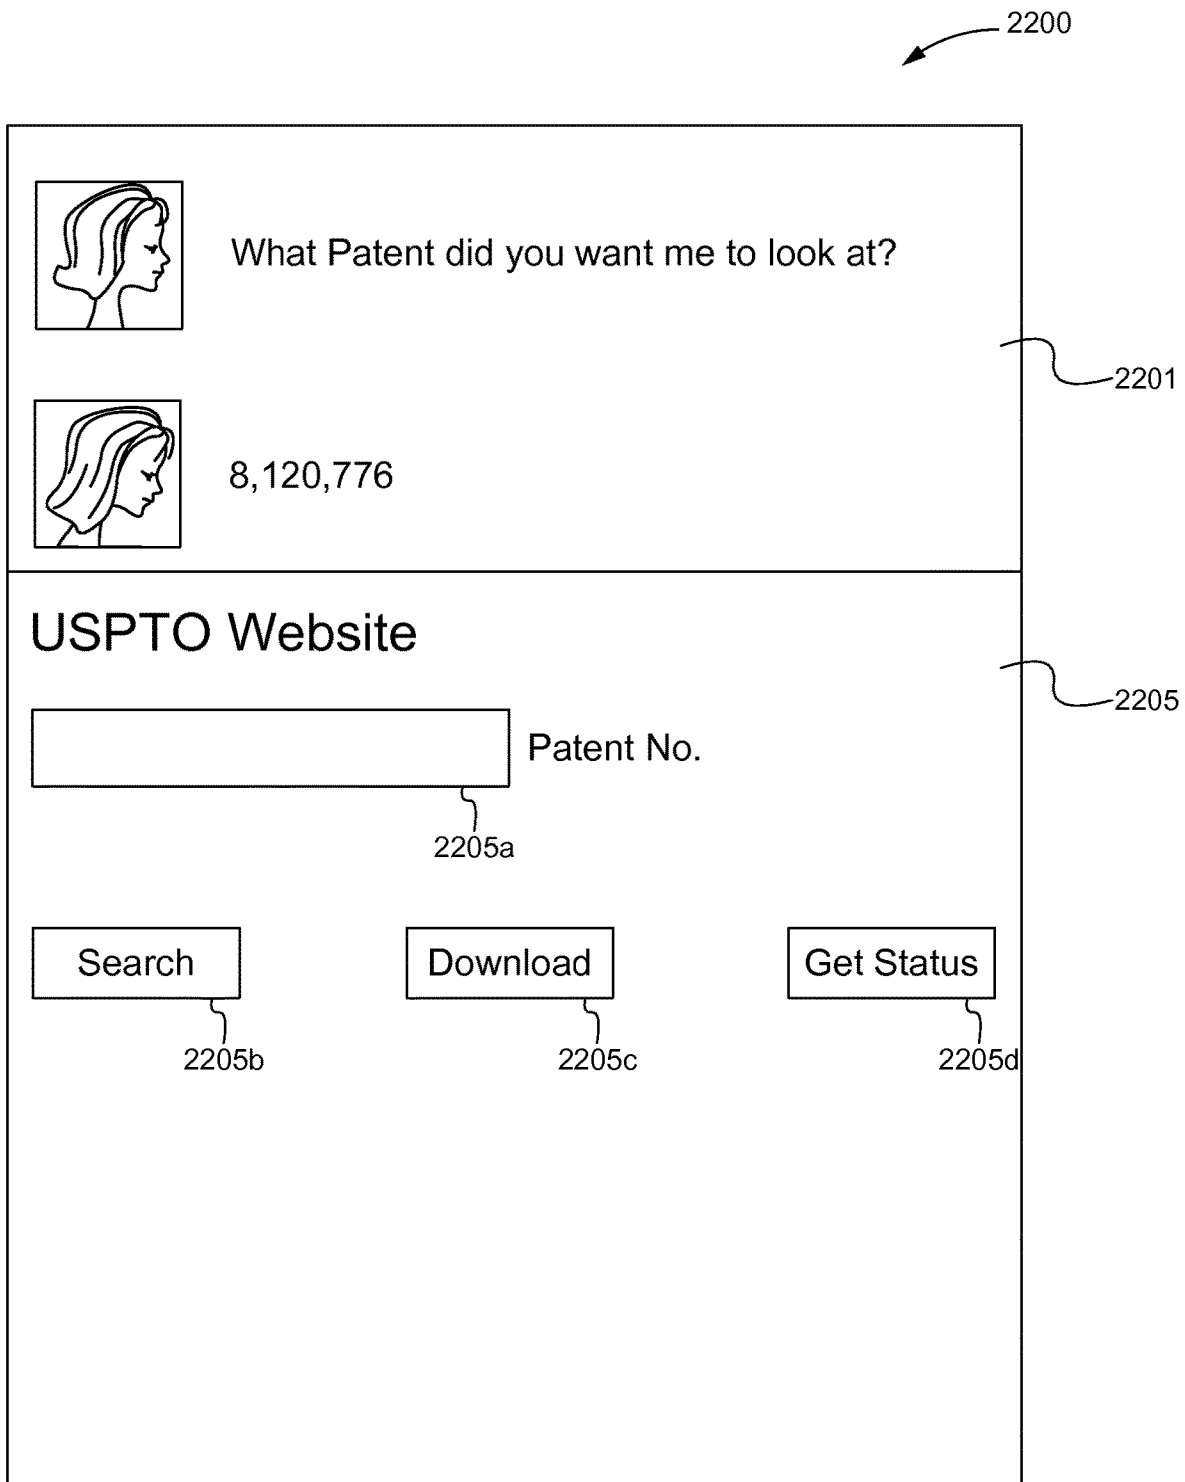 2200
What Patent did you want me to look at?
2201
8,120,776
USPTO Website
2205
Patent No.
2205a
Search
Download
Get Status
2205b
2205c
2205d